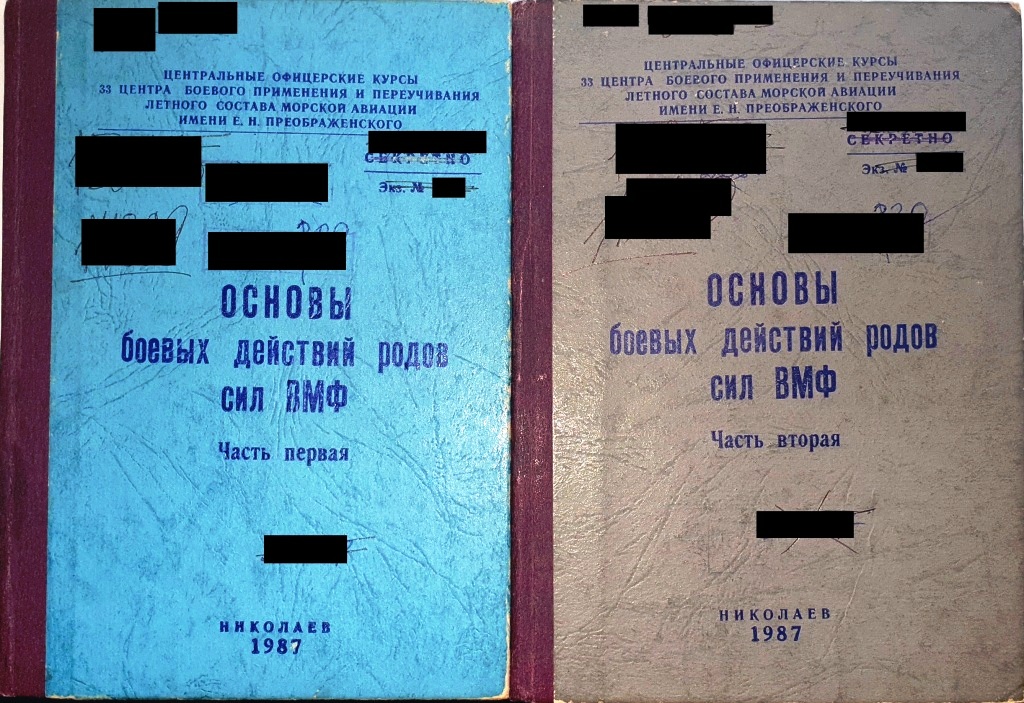 ЦЕНТРАЛЬНЫЕ ОФИЦЕРСКИЕ КУРСЫ
33 ЦЕНТРА БОЕВОГО ПРИМЕНЕНИЯ И ПЕРЕУЧИВАНИЯ
ЛЕТНОГО СОСТАВА МОРСКОЙ АВИАЦИИ
ИМЕНИ Е. Н. ПРЕОБРАЖЕНСКОГО
СЕКРЕТНО
Экз. №
ОСНОВЫ
боевых действий родов
сил ВМФ
Часть первая
НИКОЛАЕВ
1987
ЦЕНТРАЛЬНЫЕ ОФИЦЕРСКИЕ КУРСЫ
33 ЦЕНТРА БОЕВОГО ПРИМЕНЕНИЯ И ПЕРЕУЧИВАНИЯ
ЛЕТНОГО СОСТАВА МОРСКОЙ АВИАЦИИ
ИМЕНИ Е. Н. ПРЕОБРАЖЕНСКОГО
СЕКРЕТНО
Экз. №
ОСНОВЫ
боевых действий родов
сил ВМФ
Часть вторая
НИКОЛАЕВ
1987